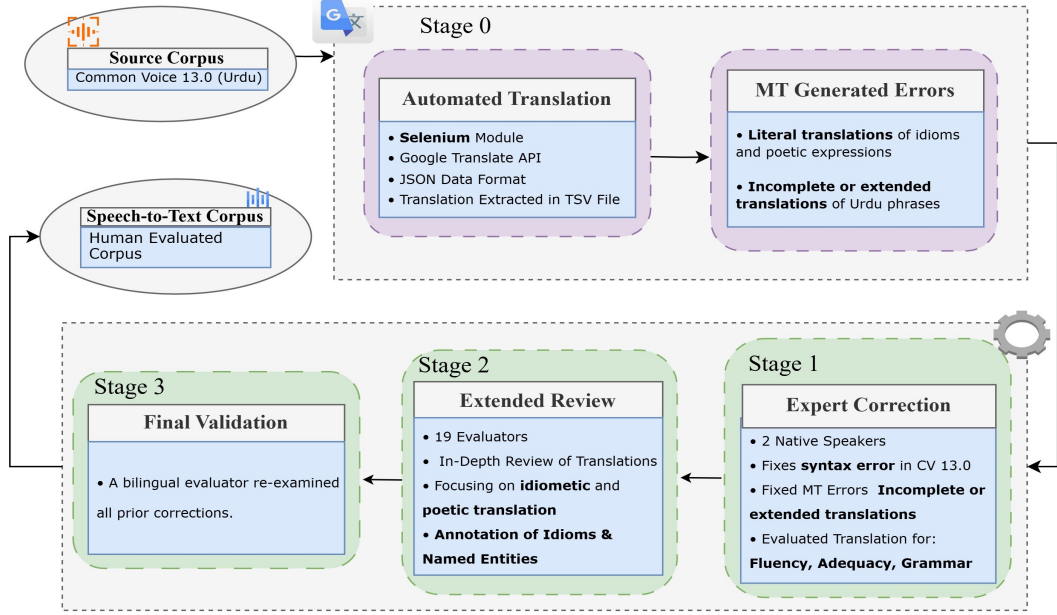 Source Corpus
Common Voice 13.0 (Urdu)
G 文
Stage 0
Automated Translation
• Selenium Module
• Google Translate API
• JSON Data Format
• Translation Extracted in TSV File
MT Generated Errors
• Literal translations of idioms
and poetic expressions
• Incomplete or extended
translations of Urdu phrases
Speech-to-Text Corpus
Human Evaluated
Corpus
Stage 3
Final Validation
• A bilingual evaluator re-examined
all prior corrections.
Stage 2
Extended Review
• 19 Evaluators
• In-Depth Review of Translations
• Focusing on idiometic and
poetic translation
• Annotation of Idioms &
Named Entities
Stage 1
Expert Correction
• 2 Native Speakers
• Fixes syntax error in CV 13.0
• Fixed MT Errors Incomplete or
extended translations
• Evaluated Translation for:
Fluency, Adequacy, Grammar